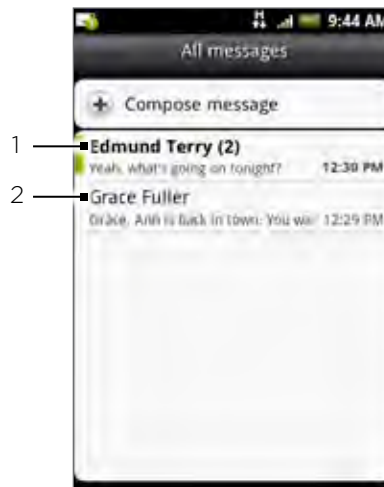 H 9:44 AM
All messages
Compose message
1 Edmund Terry (2)
Yeah, what's going on tonight? 12:30 PM
2 Grace Fuller
Grace, Ann is back in town. You wa 12:29 PM